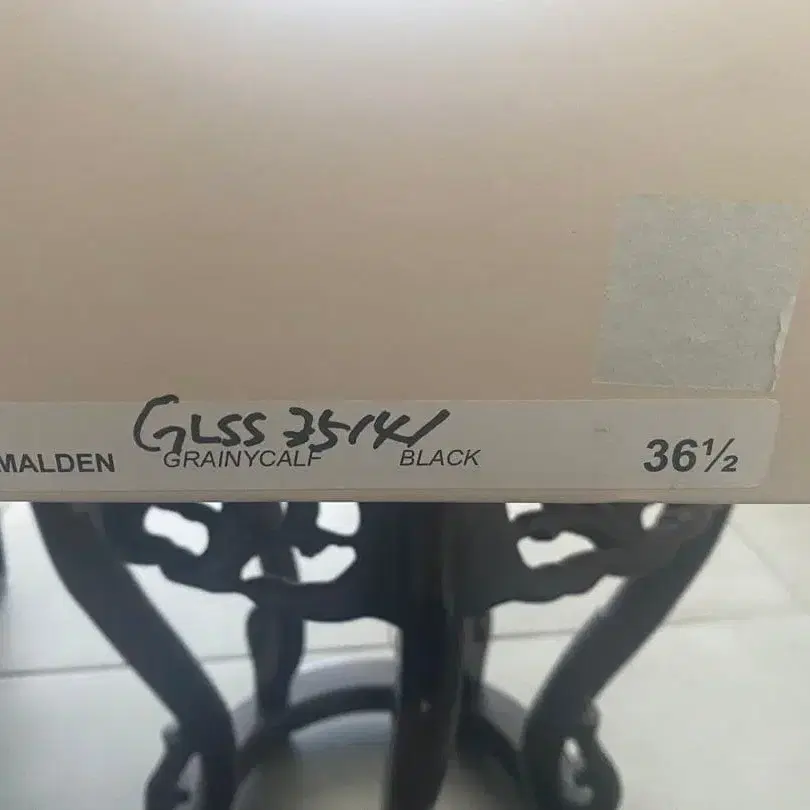 GLSS 35141
MALDEN GRAINYCALF BLACK 36½